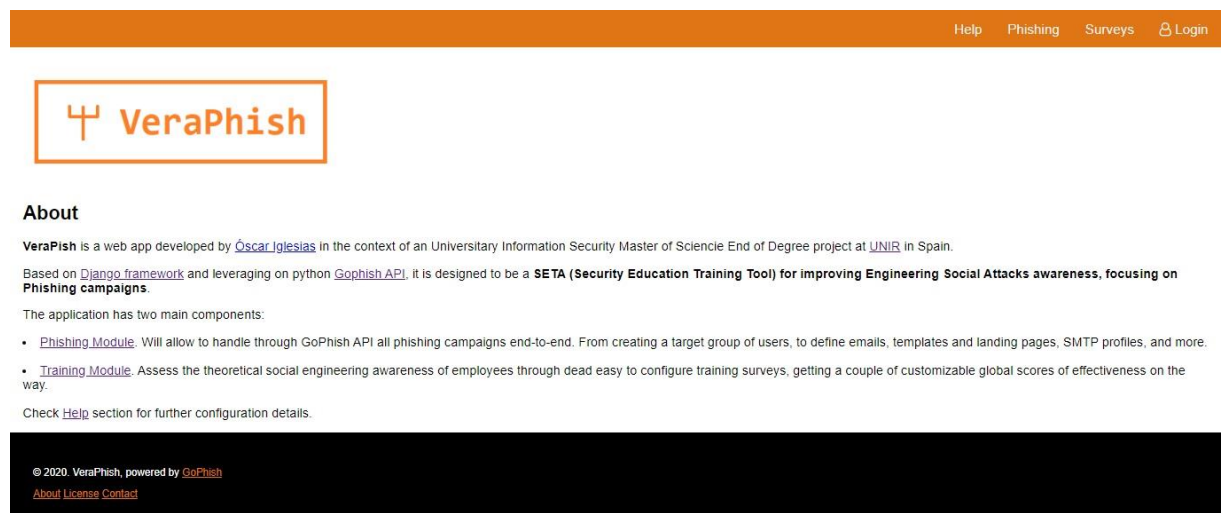 Help Phishing Surveys Login
VeraPhish
About
VeraPish is a web app developed by Óscar Iglesias in the context of an Universitary Information Security Master of Sciencie End of Degree project at UNIR in Spain.
Based on Django framework and leveraging on python Gophish API, it is designed to be a SETA (Security Education Training Tool) for improving Engineering Social Attacks awareness, focusing on
Phishing campaigns.
The application has two main components:
• Phishing Module. Will allow to handle through GoPhish API all phishing campaigns end-to-end. From creating a target group of users, to define emails, templates and landing pages, SMTP profiles, and more.
• Training Module. Assess the theoretical social engineering awareness of employees through dead easy to configure training surveys, getting a couple of customizable global scores of effectiveness on the
way.
Check Help section for further configuration details.
© 2020. VeraPhish, powered by GoPhish
About License Contact